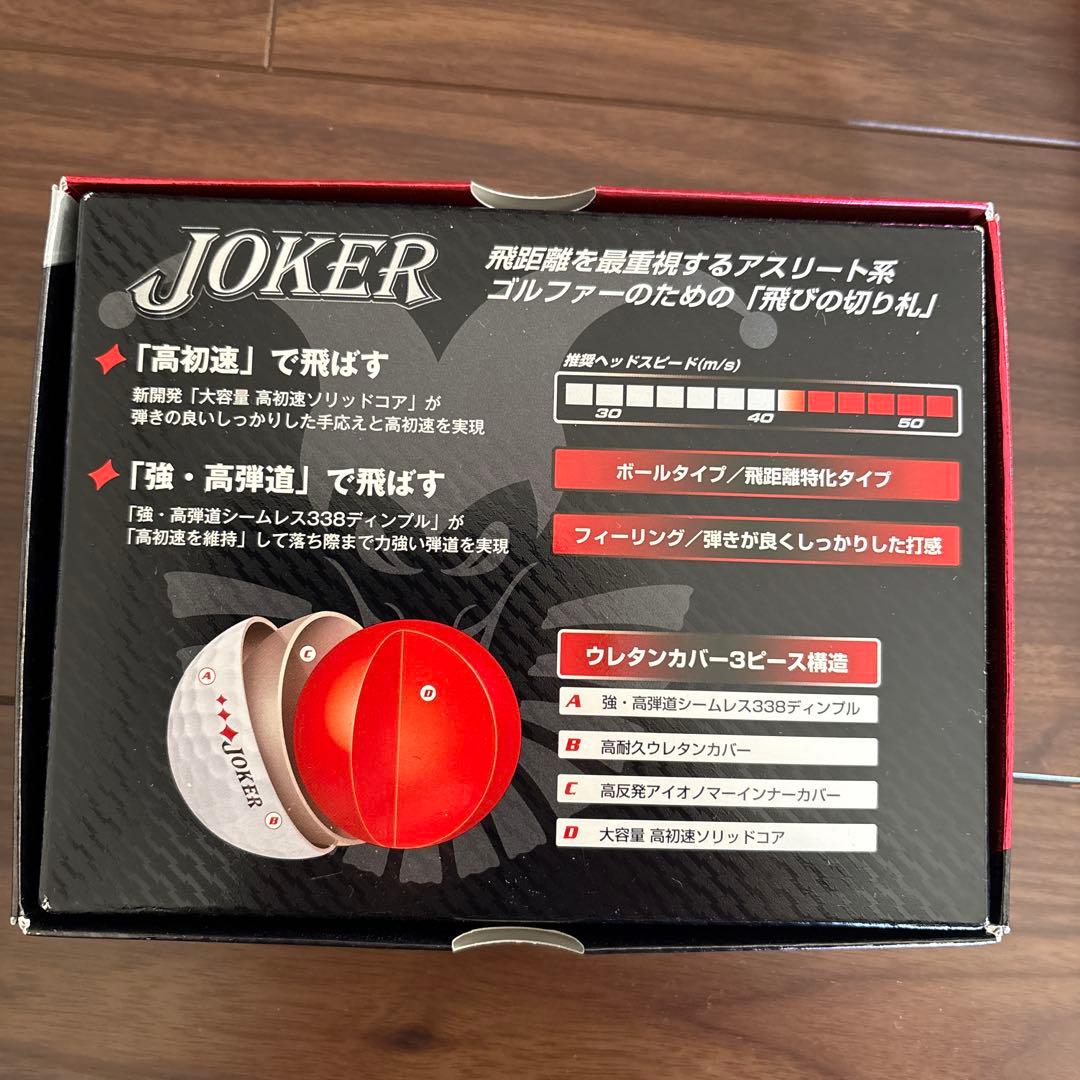 JOKER
飛距離を最重視するアスリート系
ゴルファーのための「飛びの切り札」
「高初速」で飛ばす
新開発「大容量 高初速ソリッドコア」が
弾きの良いしっかりした手応えと高初速を実現
「強・高弾道」で飛ばす
「強・高弾道シームレス338ディンプル」が
「高初速を維持」して落ち際まで力強い弾道を実現
推奨ヘッドスピード(m/s)
30 40 50
ボールタイプ/飛距離特化タイプ
フィーリング/弾きが良くしっかりした打感
A
C
D
JOKER
B
ウレタンカバー3ピース構造
A 強・高弾道シームレス338ディンプル
B 高耐久ウレタンカバー
C 高反発アイオノマーインナーカバー
D 大容量 高初速ソリッドコア